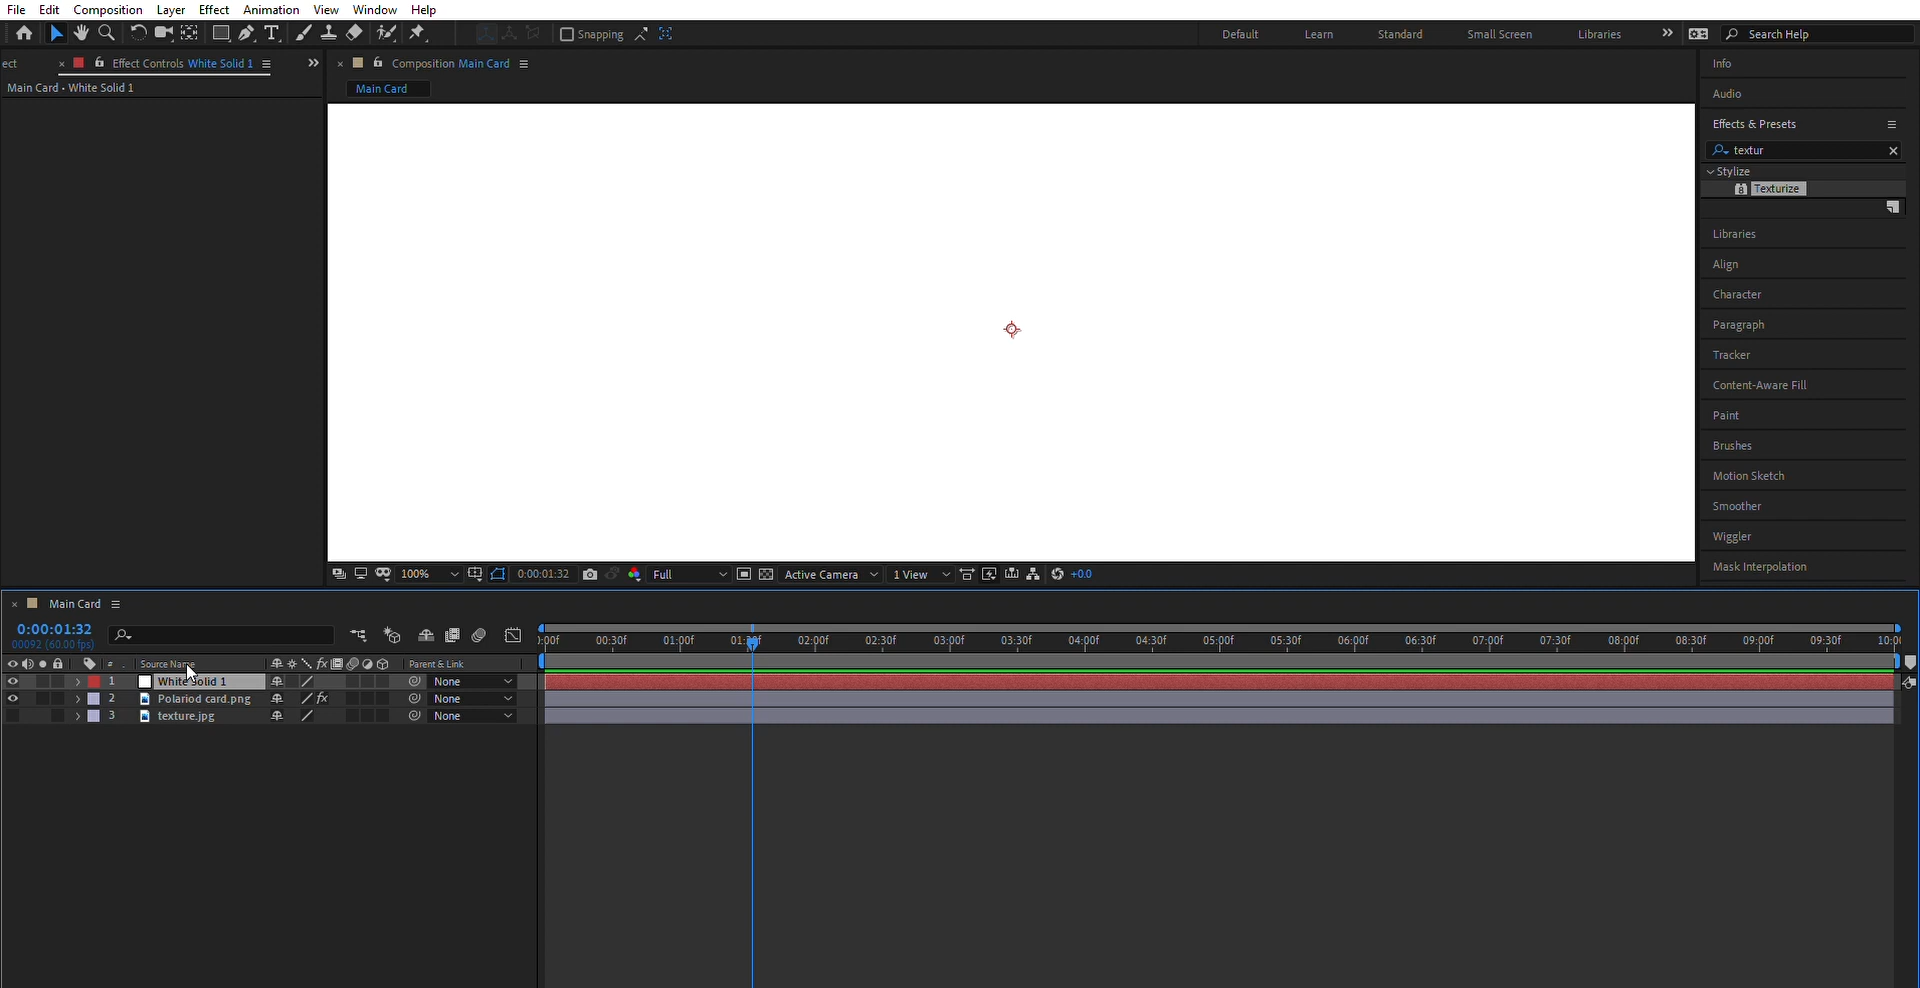 File Edit Composition Layer Effect Animation View Window Help
Snapping Default Learn Standard Small Screen Libraries Search Help
ect Effect Controls White Solid 1
Composition Main Card
Main Card • White Solid 1
Main Card
Info
Audio
Effects & Presets
textur
Stylize
8 Texturize
Libraries
Align
Character
Paragraph
Tracker
Content-Aware Fill
Paint
Brushes
Motion Sketch
Smoother
Wiggler
Mask Interpolation
100% 0:00:01:32 Full Active Camera 1 View +0.0
Main Card
0:00:01:32
00092 (60.00 fps)
):00f 00:30f 01:00f 02:00f 02:30f 03:00f 03:30f 04:00f 04:30f 05:00f 05:30f 06:00f 06:30f 07:00f 07:30f 08:00f 08:30f 09:00f 09:30f 10:0
# . Source Name fx Parent & Link
1 White Solid 1 None
2 Polariod card.png fx None
3 texture.jpg None